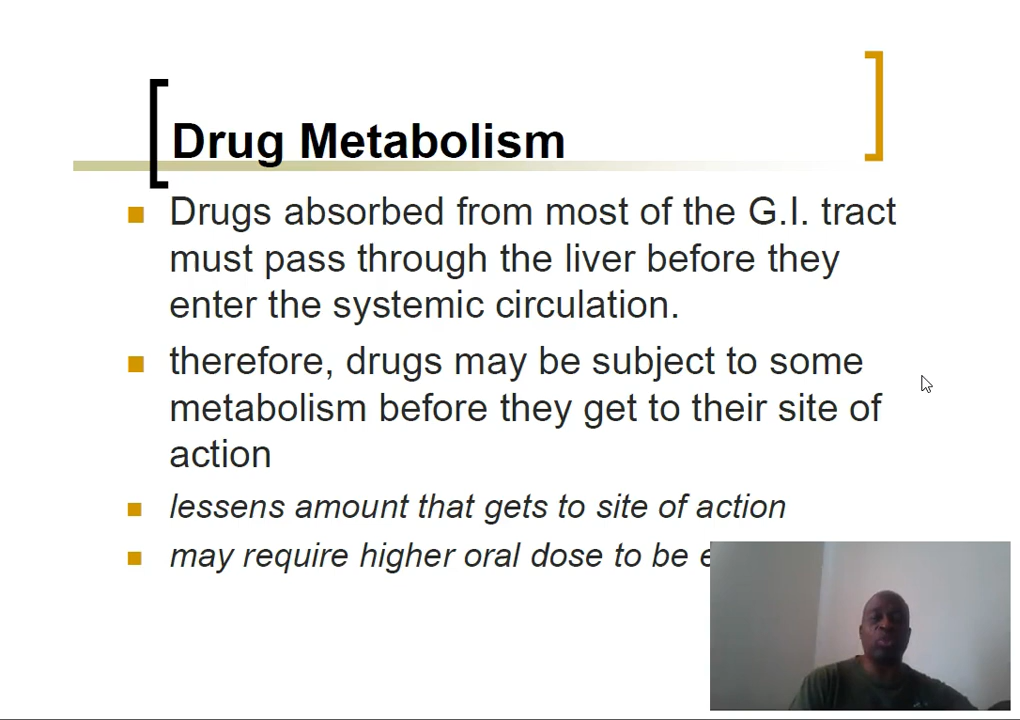 Drug Metabolism
Drugs absorbed from most of the G.I. tract
must pass through the liver before they
enter the systemic circulation.
therefore, drugs may be subject to some
metabolism before they get to their site of
action
lessens amount that gets to site of action
may require higher oral dose to be